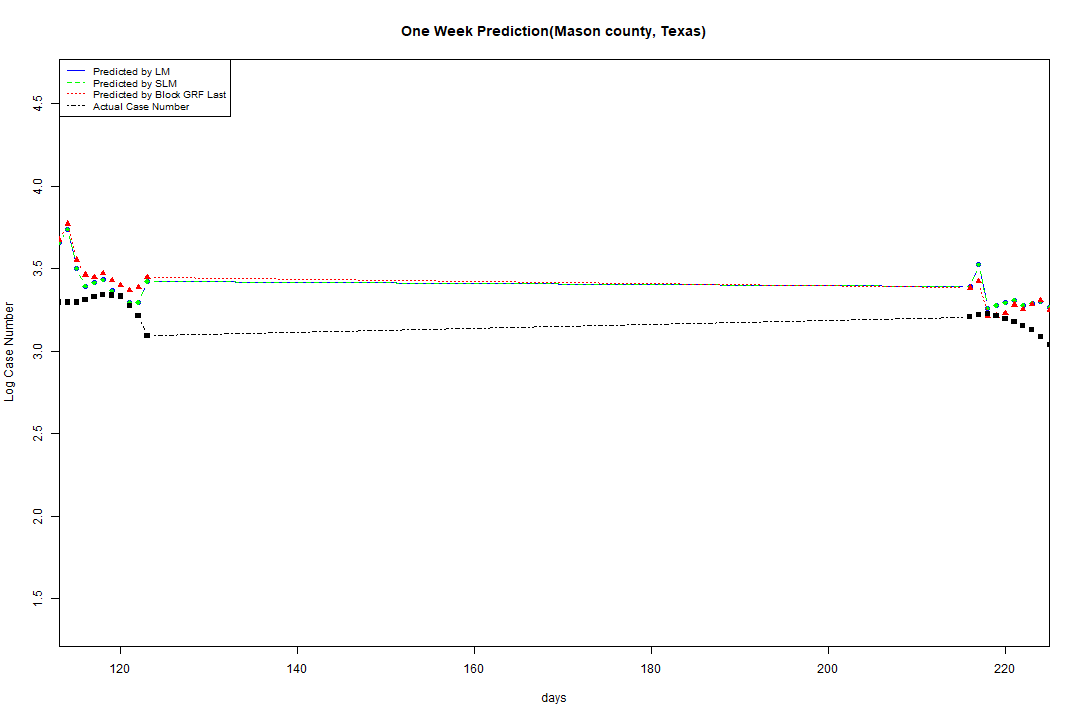 One Week Prediction(Mason county, Texas)
Predicted by LM
Predicted by SLM
Predicted by Block GRF Last
Actual Case Number
Log Case Number
4.5
4.0
3.5
3.0
2.5
2.0
1.5
120 140 160 180 200 220
days